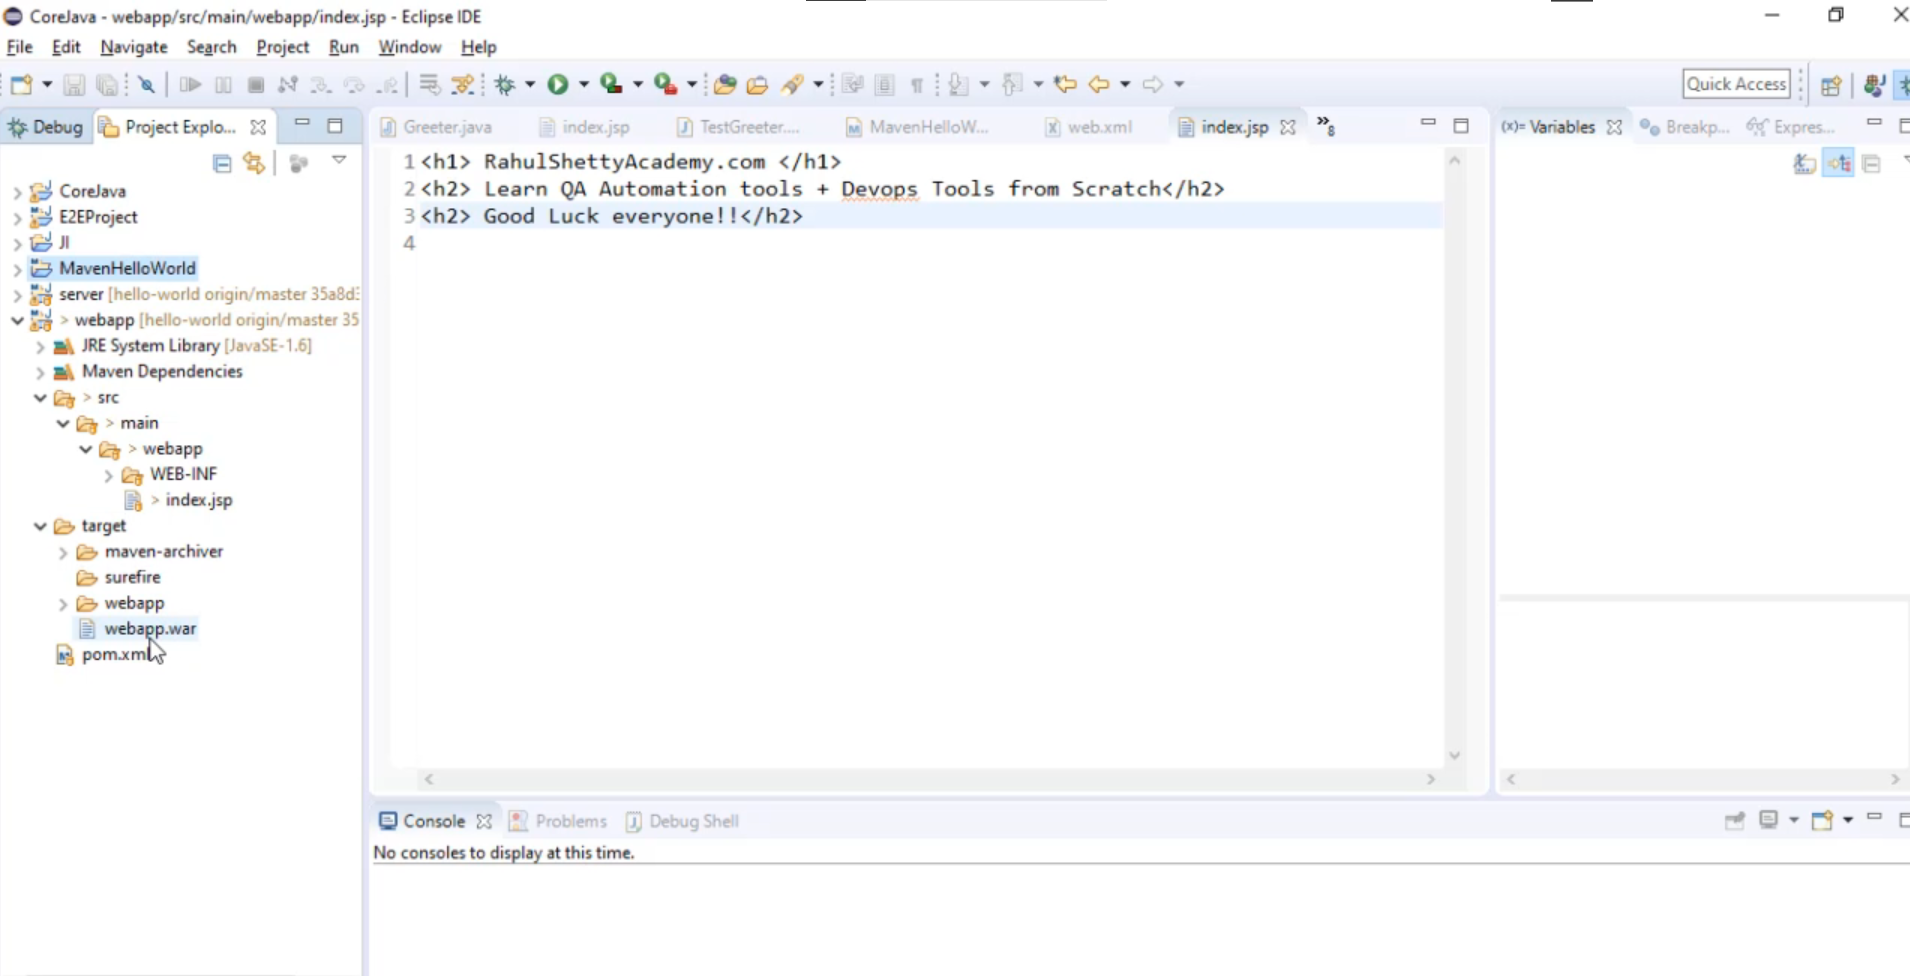 CoreJava - webapp/src/main/webapp/index.jsp - Eclipse IDE
File Edit Navigate Search Project Run Window Help
Quick Access
Debug Project Explo...
CoreJava
E2EProject
JI
MavenHelloWorld
server [hello-world origin/master 35a8d
> webapp [hello-world origin/master 35
JRE System Library [JavaSE-1.6]
Maven Dependencies
> src
> main
> webapp
WEB-INF
> index.jsp
target
maven-archiver
surefire
webapp
webapp.war
pom.xml
Greeter.java index.jsp TestGreeter.... MavenHelloW... web.xml index.jsp »8
1 <h1> RahulShettyAcademy.com </h1>
2 <h2> Learn QA Automation tools + Devops Tools from Scratch</h2>
3 <h2> Good Luck everyone!!</h2>
4
(x)= Variables Breakp... Expres...
Console Problems Debug Shell
No consoles to display at this time.